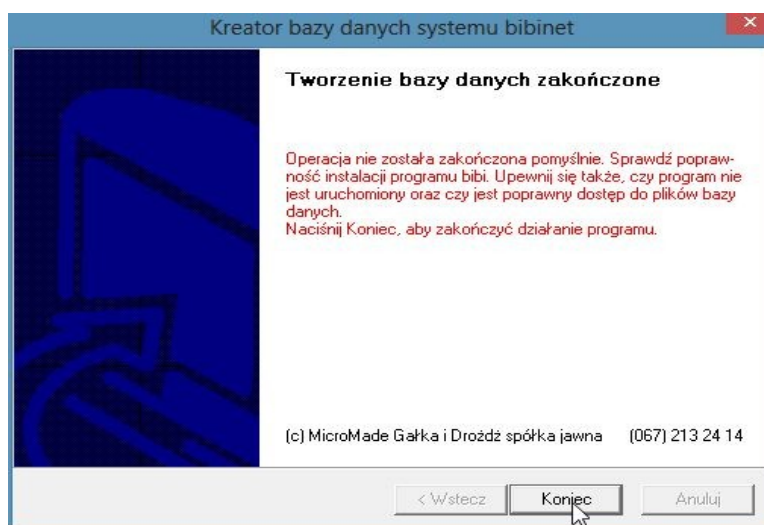 Kreator bazy danych systemu bibinet
Tworzenie bazy danych zakończone
Operacja nie została zakończona pomyślnie. Sprawdź popraw-
ność instalacji programu bibi. Upewnij się także, czy program nie
jest uruchomiony oraz czy jest poprawny dostęp do plików bazy
danych.
Naciśnij Koniec, aby zakończyć działanie programu.
(c) MicroMade Gałka i Drożdż spółka jawna (067) 213 24 14
< Wstecz Koniec Anuluj